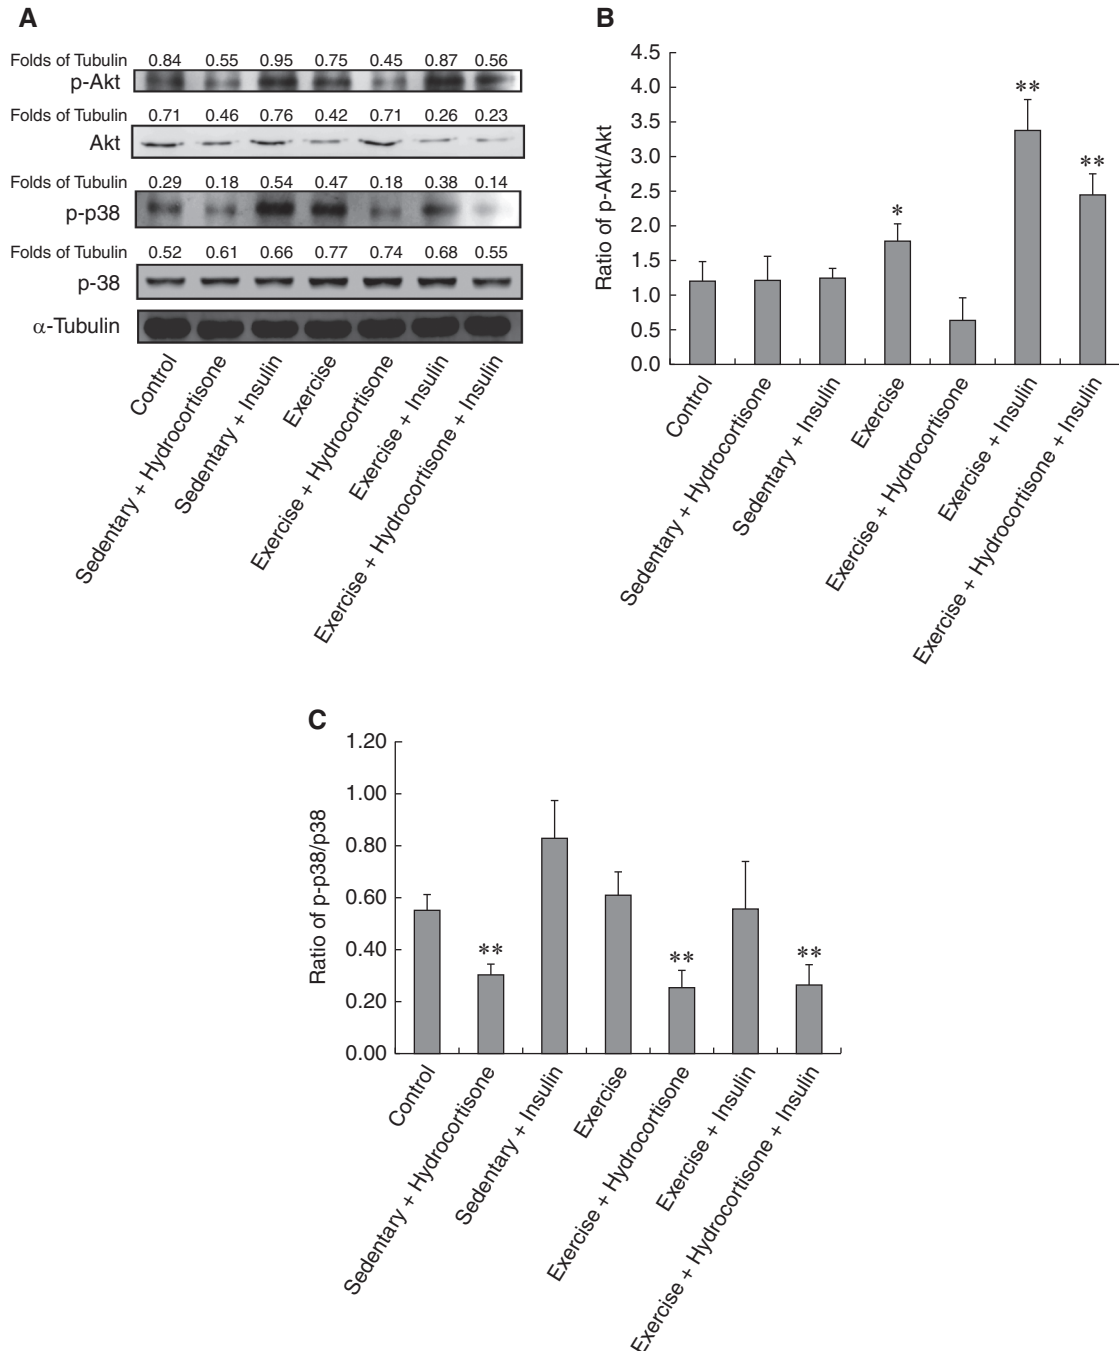 A
Folds of Tubulin 0.84 0.55 0.95 0.75 0.45 0.87 0.56
p-Akt
Folds of Tubulin 0.71 0.46 0.76 0.42 0.71 0.26 0.23
Akt
Folds of Tubulin 0.29 0.18 0.54 0.47 0.18 0.38 0.14
p-p38
Folds of Tubulin 0.52 0.61 0.66 0.77 0.74 0.68 0.55
p-38
α-Tubulin
Control
Sedentary + Hydrocortisone
Sedentary + Insulin
Exercise
Exercise + Hydrocortisone
Exercise + Insulin
Exercise + Hydrocortisone + Insulin
B
Ratio of p-Akt/Akt
4.5
4.0
3.5
3.0
2.5
2.0
1.5
1.0
0.5
0.0
*
**
**
Control
Sedentary + Hydrocortisone
Sedentary + Insulin
Exercise
Exercise + Hydrocortisone
Exercise + Insulin
Exercise + Hydrocortisone + Insulin
C
Ratio of p-p38/p38
1.20
1.00
0.80
0.60
0.40
0.20
0.00
**
**
**
Control
Sedentary + Hydrocortisone
Sedentary + Insulin
Exercise
Exercise + Hydrocortisone
Exercise + Insulin
Exercise + Hydrocortisone + Insulin